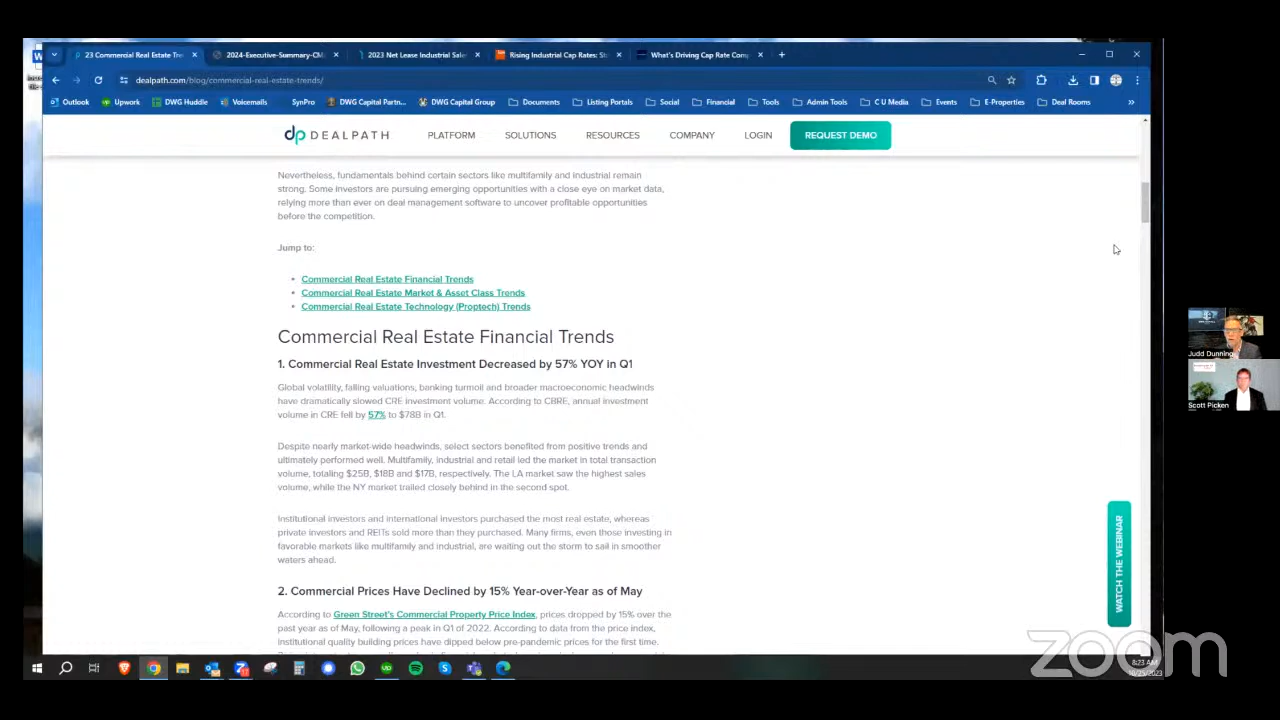 23 Commercial Real Estate Tre
2024-Executive-Summary-CM
2023 Net Lease Industrial Sale
Rising Industrial Cap Rates: St
What's Driving Cap Rate Comp
dealpath.com/blog/commercial-real-estate-trends/
Outlook
Upwork
DWG Huddle
Voicemails
SynPro
DWG Capital Partn...
DWG Capital Group
Documents
Listing Portals
Social
Financial
Tools
Admin Tools
C U Media
Events
E-Properties
Deal Rooms
DEALPATH
PLATFORM
SOLUTIONS
RESOURCES
COMPANY
LOGIN
REQUEST DEMO
Nevertheless, fundamentals behind certain sectors like multifamily and industrial remain
strong. Some investors are pursuing emerging opportunities with a close eye on market data,
relying more than ever on deal management software to uncover profitable opportunities
before the competition.
Jump to:
• Commercial Real Estate Financial Trends
• Commercial Real Estate Market & Asset Class Trends
• Commercial Real Estate Technology (Proptech) Trends
Commercial Real Estate Financial Trends
1. Commercial Real Estate Investment Decreased by 57% YOY in Q1
Global volatility, falling valuations, banking turmoil and broader macroeconomic headwinds
have dramatically slowed CRE investment volume. According to CBRE, annual investment
volume in CRE fell by 57% to $78B in Q1.
Despite nearly market-wide headwinds, select sectors benefited from positive trends and
ultimately performed well. Multifamily, industrial and retail led the market in total transaction
volume, totaling $25B, $18B and $17B, respectively. The LA market saw the highest sales
volume, while the NY market trailed closely behind in the second spot.
Institutional investors and international investors purchased the most real estate, whereas
private investors and REITs sold more than they purchased. Many firms, even those investing in
favorable markets like multifamily and industrial, are waiting out the storm to sail in smoother
waters ahead.
2. Commercial Prices Have Declined by 15% Year-over-Year as of May
According to Green Street's Commercial Property Price Index, prices dropped by 15% over the
past year as of May, following a peak in Q1 of 2022. According to data from the price index,
institutional quality building prices have dipped below pre-pandemic prices for the first time.
WATCH THE WEBINAR
Judd Dunning
Scott Picken
zoom
8:23 AM
10/25/2023